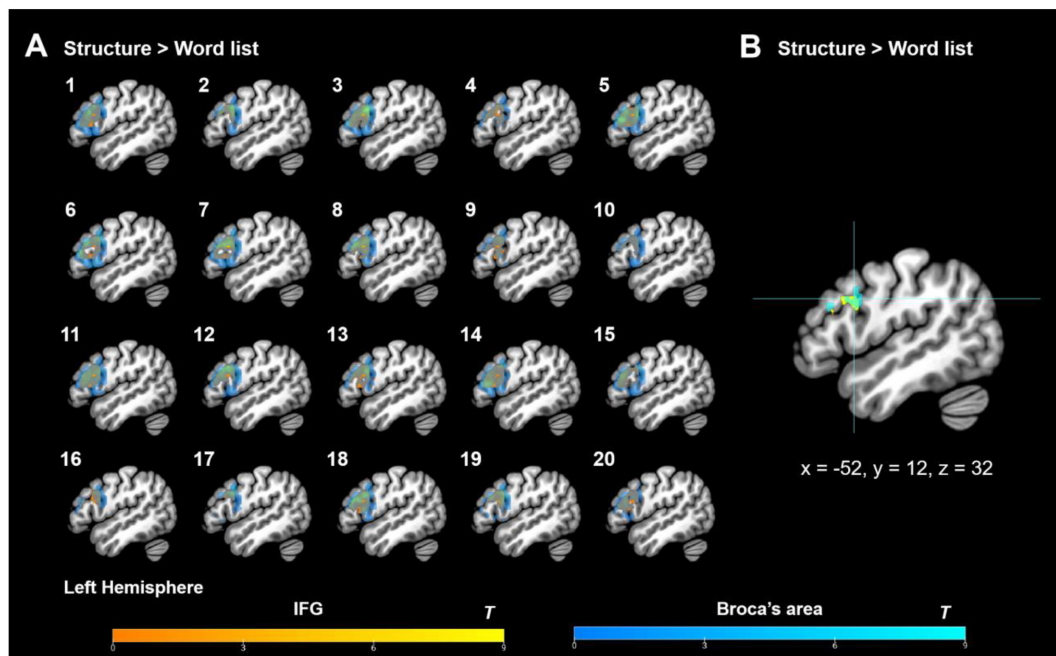 A Structure > Word list
1 2 3 4 5
6 7 8 9 10
11 12 13 14 15
16 17 18 19 20
Left Hemisphere
B Structure > Word list
x = -52, y = 12, z = 32
IFG T
0 3 6 9
Broca's area T
0 3 6 9